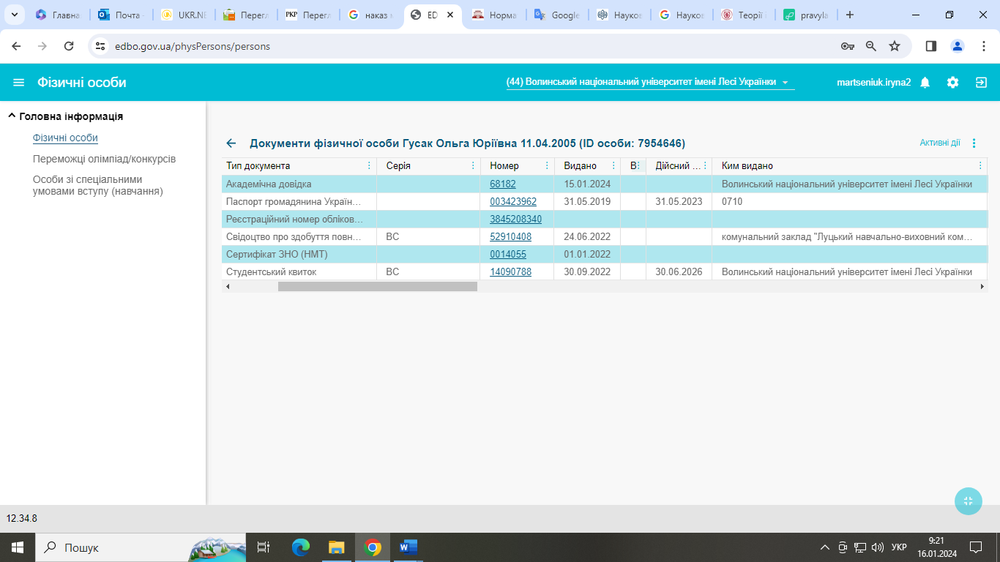 Главна
Почта
UKR.NE
Перегл
РКР Перегл
наказ м
ED
Норма
Google
Науков
Науков
Теорії і
pravyla
edbo.gov.ua/physPersons/persons
Фізичні особи
(44) Волинський національний університет імені Лесі Українки
martseniuk.iryna2
Головна інформація
Фізичні особи
Переможці олімпіад/конкурсів
Особи зі спеціальними
умовами вступу (навчання)
Документи фізичної особи Гусак Ольга Юріївна 11.04.2005 (ID особи: 7954646)
Активні дії
Тип документа Серія Номер Видано В Дійсний ... Ким видано
Академічна довідка 68182 15.01.2024 Волинський національний університет імені Лесі Українки
Паспорт громадянина Україн... 003423962 31.05.2019 31.05.2023 0710
Реєстраційний номер обліков... 3845208340
Свідоцтво про здобуття повн... ВС 52910408 24.06.2022 комунальний заклад "Луцький навчально-виховний ком...
Сертифікат ЗНО (НМТ) 0014055 01.01.2022
Студентський квиток ВС 14090788 30.09.2022 30.06.2026 Волинський національний університет імені Лесі Українки
12.34.8
Пошук
УКР
9:21
16.01.2024